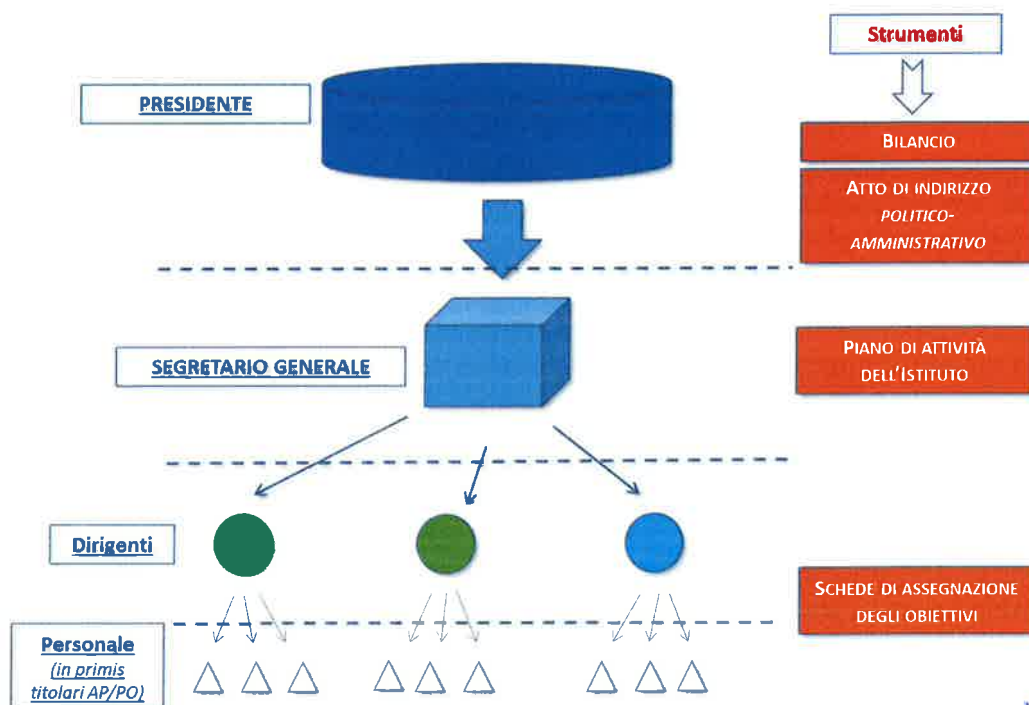 Strumenti
PRESIDENTE
BILANCIO
ATTO DI INDIRIZZO
POLITICO-
AMMINISTRATIVO
SEGRETARIO GENERALE
PIANO DI ATTIVITÀ
DELL'ISTITUTO
Dirigenti
SCHEDE DI ASSEGNAZIONE
DEGLI OBIETTIVI
Personale
(in primis
titolari AP/PO)